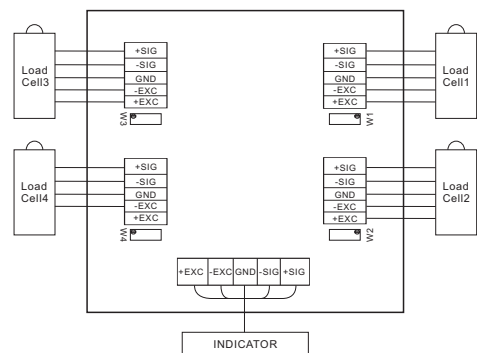 Load
Cell3
+SIG
-SIG
GND
-EXC
+EXC
W3
+SIG
-SIG
GND
-EXC
+EXC
W1
Load
Cell1
Load
Cell4
+SIG
-SIG
GND
-EXC
+EXC
W4
+SIG
-SIG
GND
-EXC
+EXC
W2
Load
Cell2
+EXC -EXC GND -SIG +SIG
INDICATOR